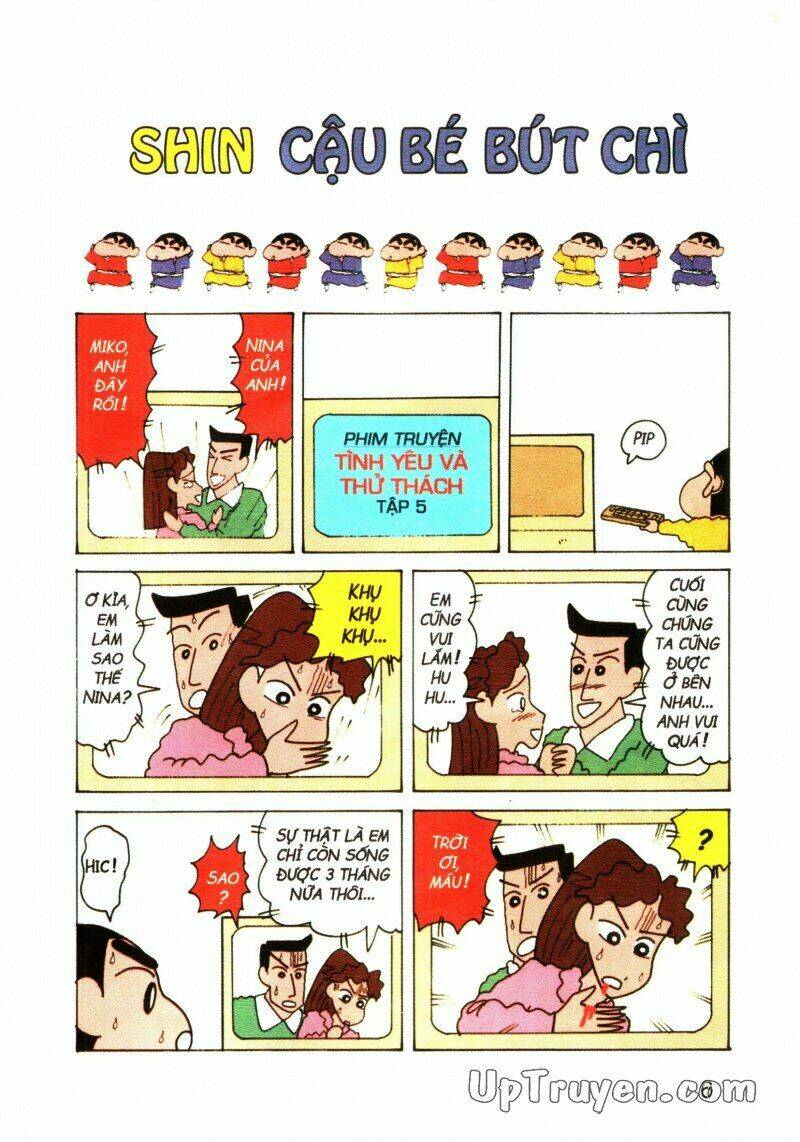 SHIN CẬU BÉ BÚT CHÌ
PIP
PHIM TRUYỆN
TÌNH YÊU VÀ
THỬ THÁCH
TẬP 5
NINA
CỦA
ANH!
MIKO,
ANH
ĐÂY
RỒI!
CUỐI
CÙNG
CHÚNG
TA CŨNG
ĐƯỢC
Ở BÊN
NHAU...
ANH VUI
QUÁ!
EM
CŨNG
VUI
LẮM!
HU
HU...
KHỤ
KHỤ
KHỤ...
Ơ KÌA,
EM
LÀM
SAO
THẾ
NINA?
?
TRỜI
ƠI,
MÁU!
SỰ THẬT LÀ EM
CHỈ CÒN SỐNG
ĐƯỢC 3 THÁNG
NỮA THÔI...
SAO
?
HIC!
6
UpTruyen.com